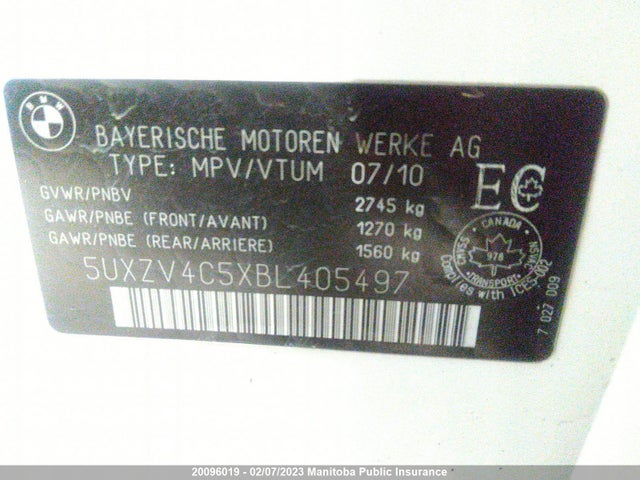 BMW
BAYERISCHE MOTOREN WERKE AG
TYPE: MPV/VTUM 07/10
GVWR/PNBV 2745 kg
GAWR/PNBE (FRONT/AVANT) 1270 kg
GAWR/PNBE (REAR/ARRIERE) 1560 kg
5UXZV4C5XBL405497
EC
CANADA
978
TRANSPORT
Complies with ICES-002
7 027 009
20096019 - 02/07/2023 Manitoba Public Insurance